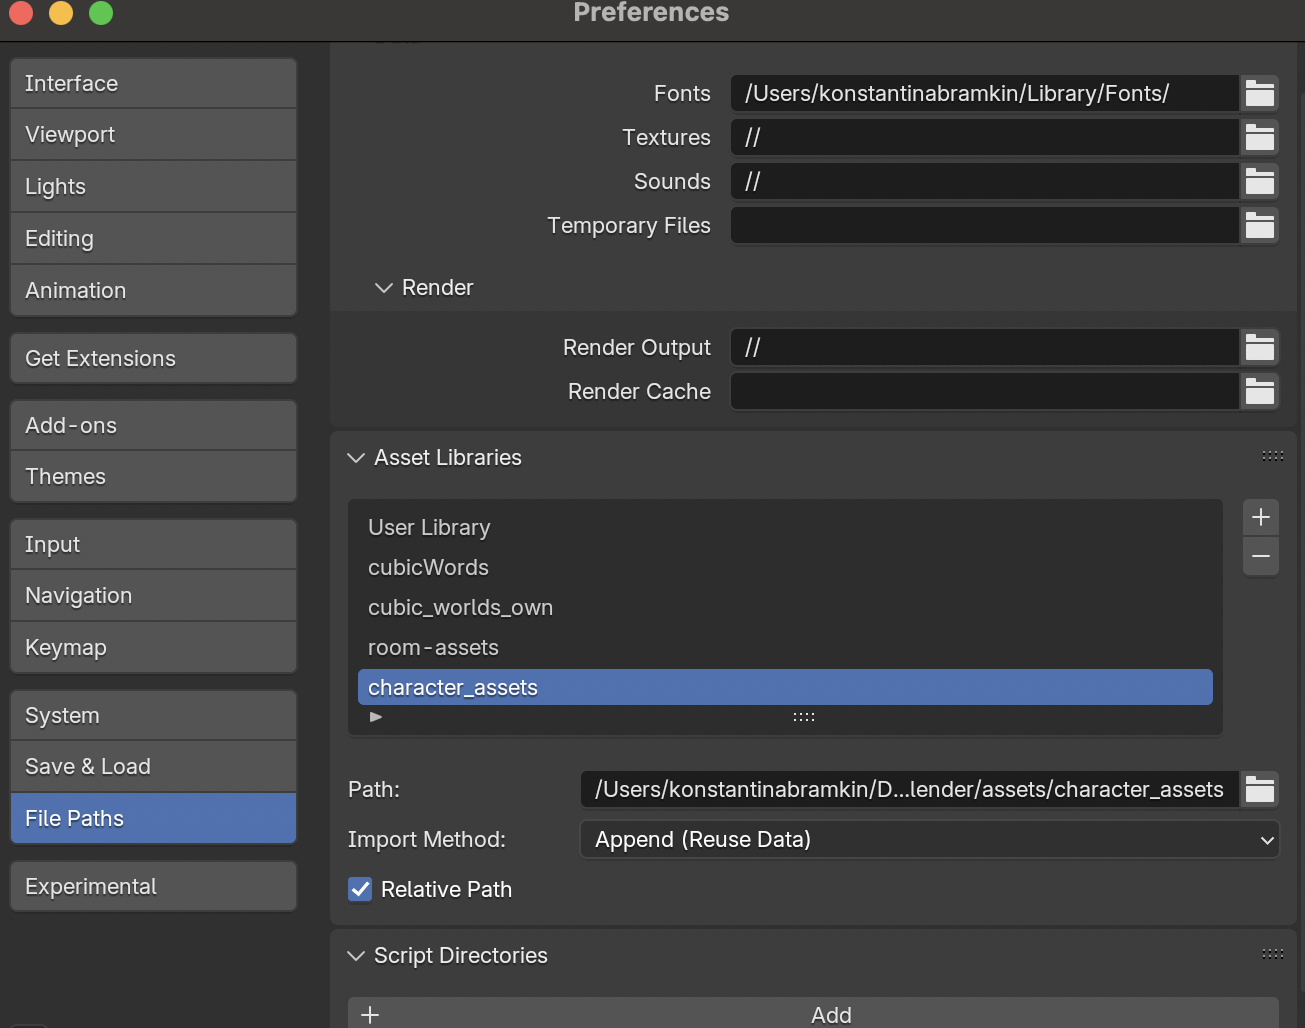 Preferences
Interface
Viewport
Lights
Editing
Animation
Get Extensions
Add-ons
Themes
Input
Navigation
Keymap
System
Save & Load
File Paths
Experimental
Fonts /Users/konstantinabramkin/Library/Fonts/
Textures //
Sounds //
Temporary Files
Render
Render Output //
Render Cache
Asset Libraries
User Library
cubicWords
cubic_worlds_own
room-assets
character_assets
Path: /Users/konstantinabramkin/D...lender/assets/character_assets
Import Method: Append (Reuse Data)
Relative Path
Script Directories
Add